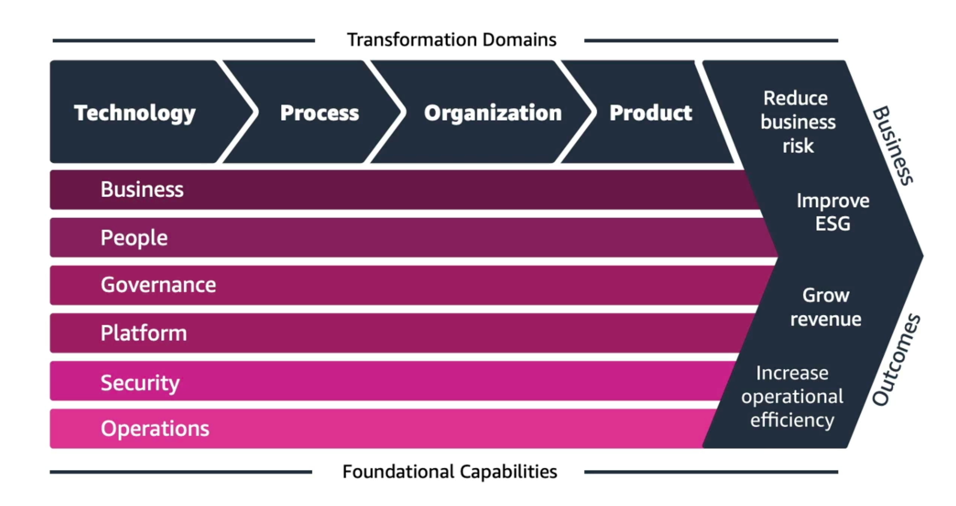 Transformation Domains
Technology
Process
Organization
Product
Reduce
business
risk
Improve
ESG
Grow
revenue
Increase
operational
efficiency
Business
Outcomes
Business
People
Governance
Platform
Security
Operations
Foundational Capabilities